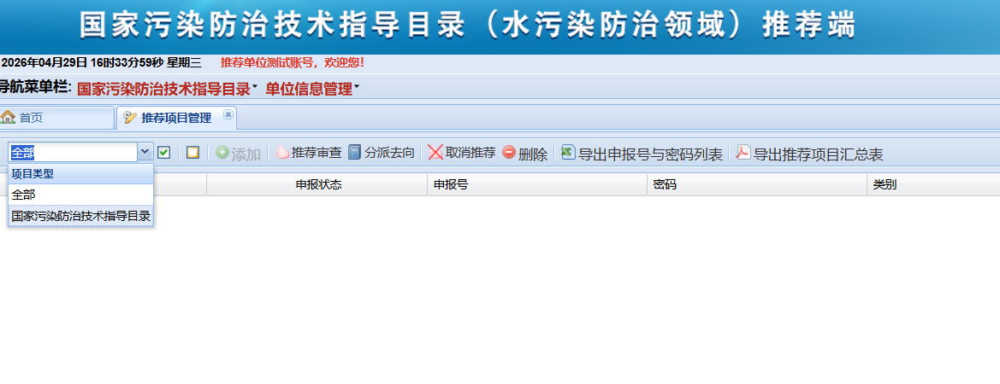 国家污染防治技术指导目录（水污染防治领域）推荐端
2026年04月29日 16时33分59秒 星期三 推荐单位测试账号，欢迎您！
导航菜单栏: 国家污染防治技术指导目录 单位信息管理
首页 推荐项目管理
全部 添加 推荐审查 分派去向 取消推荐 删除 导出申报号与密码列表 导出推荐项目汇总表
项目类型
申报状态 申报号 密码 类别
全部
国家污染防治技术指导目录